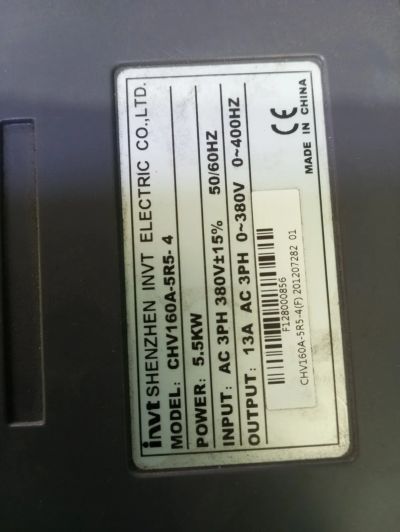 invt SHENZHEN INVT ELECTRIC CO.,LTD.
MODEL: CHV160A-5R5-4
POWER: 5.5KW
INPUT: AC 3PH 380V±15% 50/60HZ
OUTPUT: 13A AC 3PH 0~380V 0~400HZ
F128000856
CHV160A-5R5-4(F) 201207282 01
CE
MADE IN CHINA